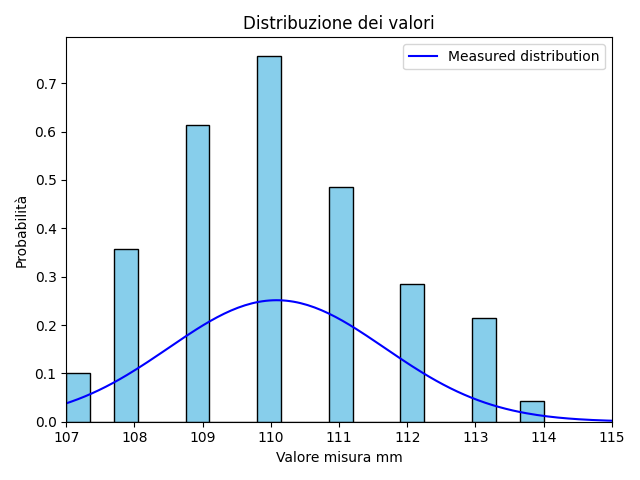 Distribuzione dei valori
Measured distribution
Probabilità
0.7
0.6
0.5
0.4
0.3
0.2
0.1
0.0
107 108 109 110 111 112 113 114 115
Valore misura mm